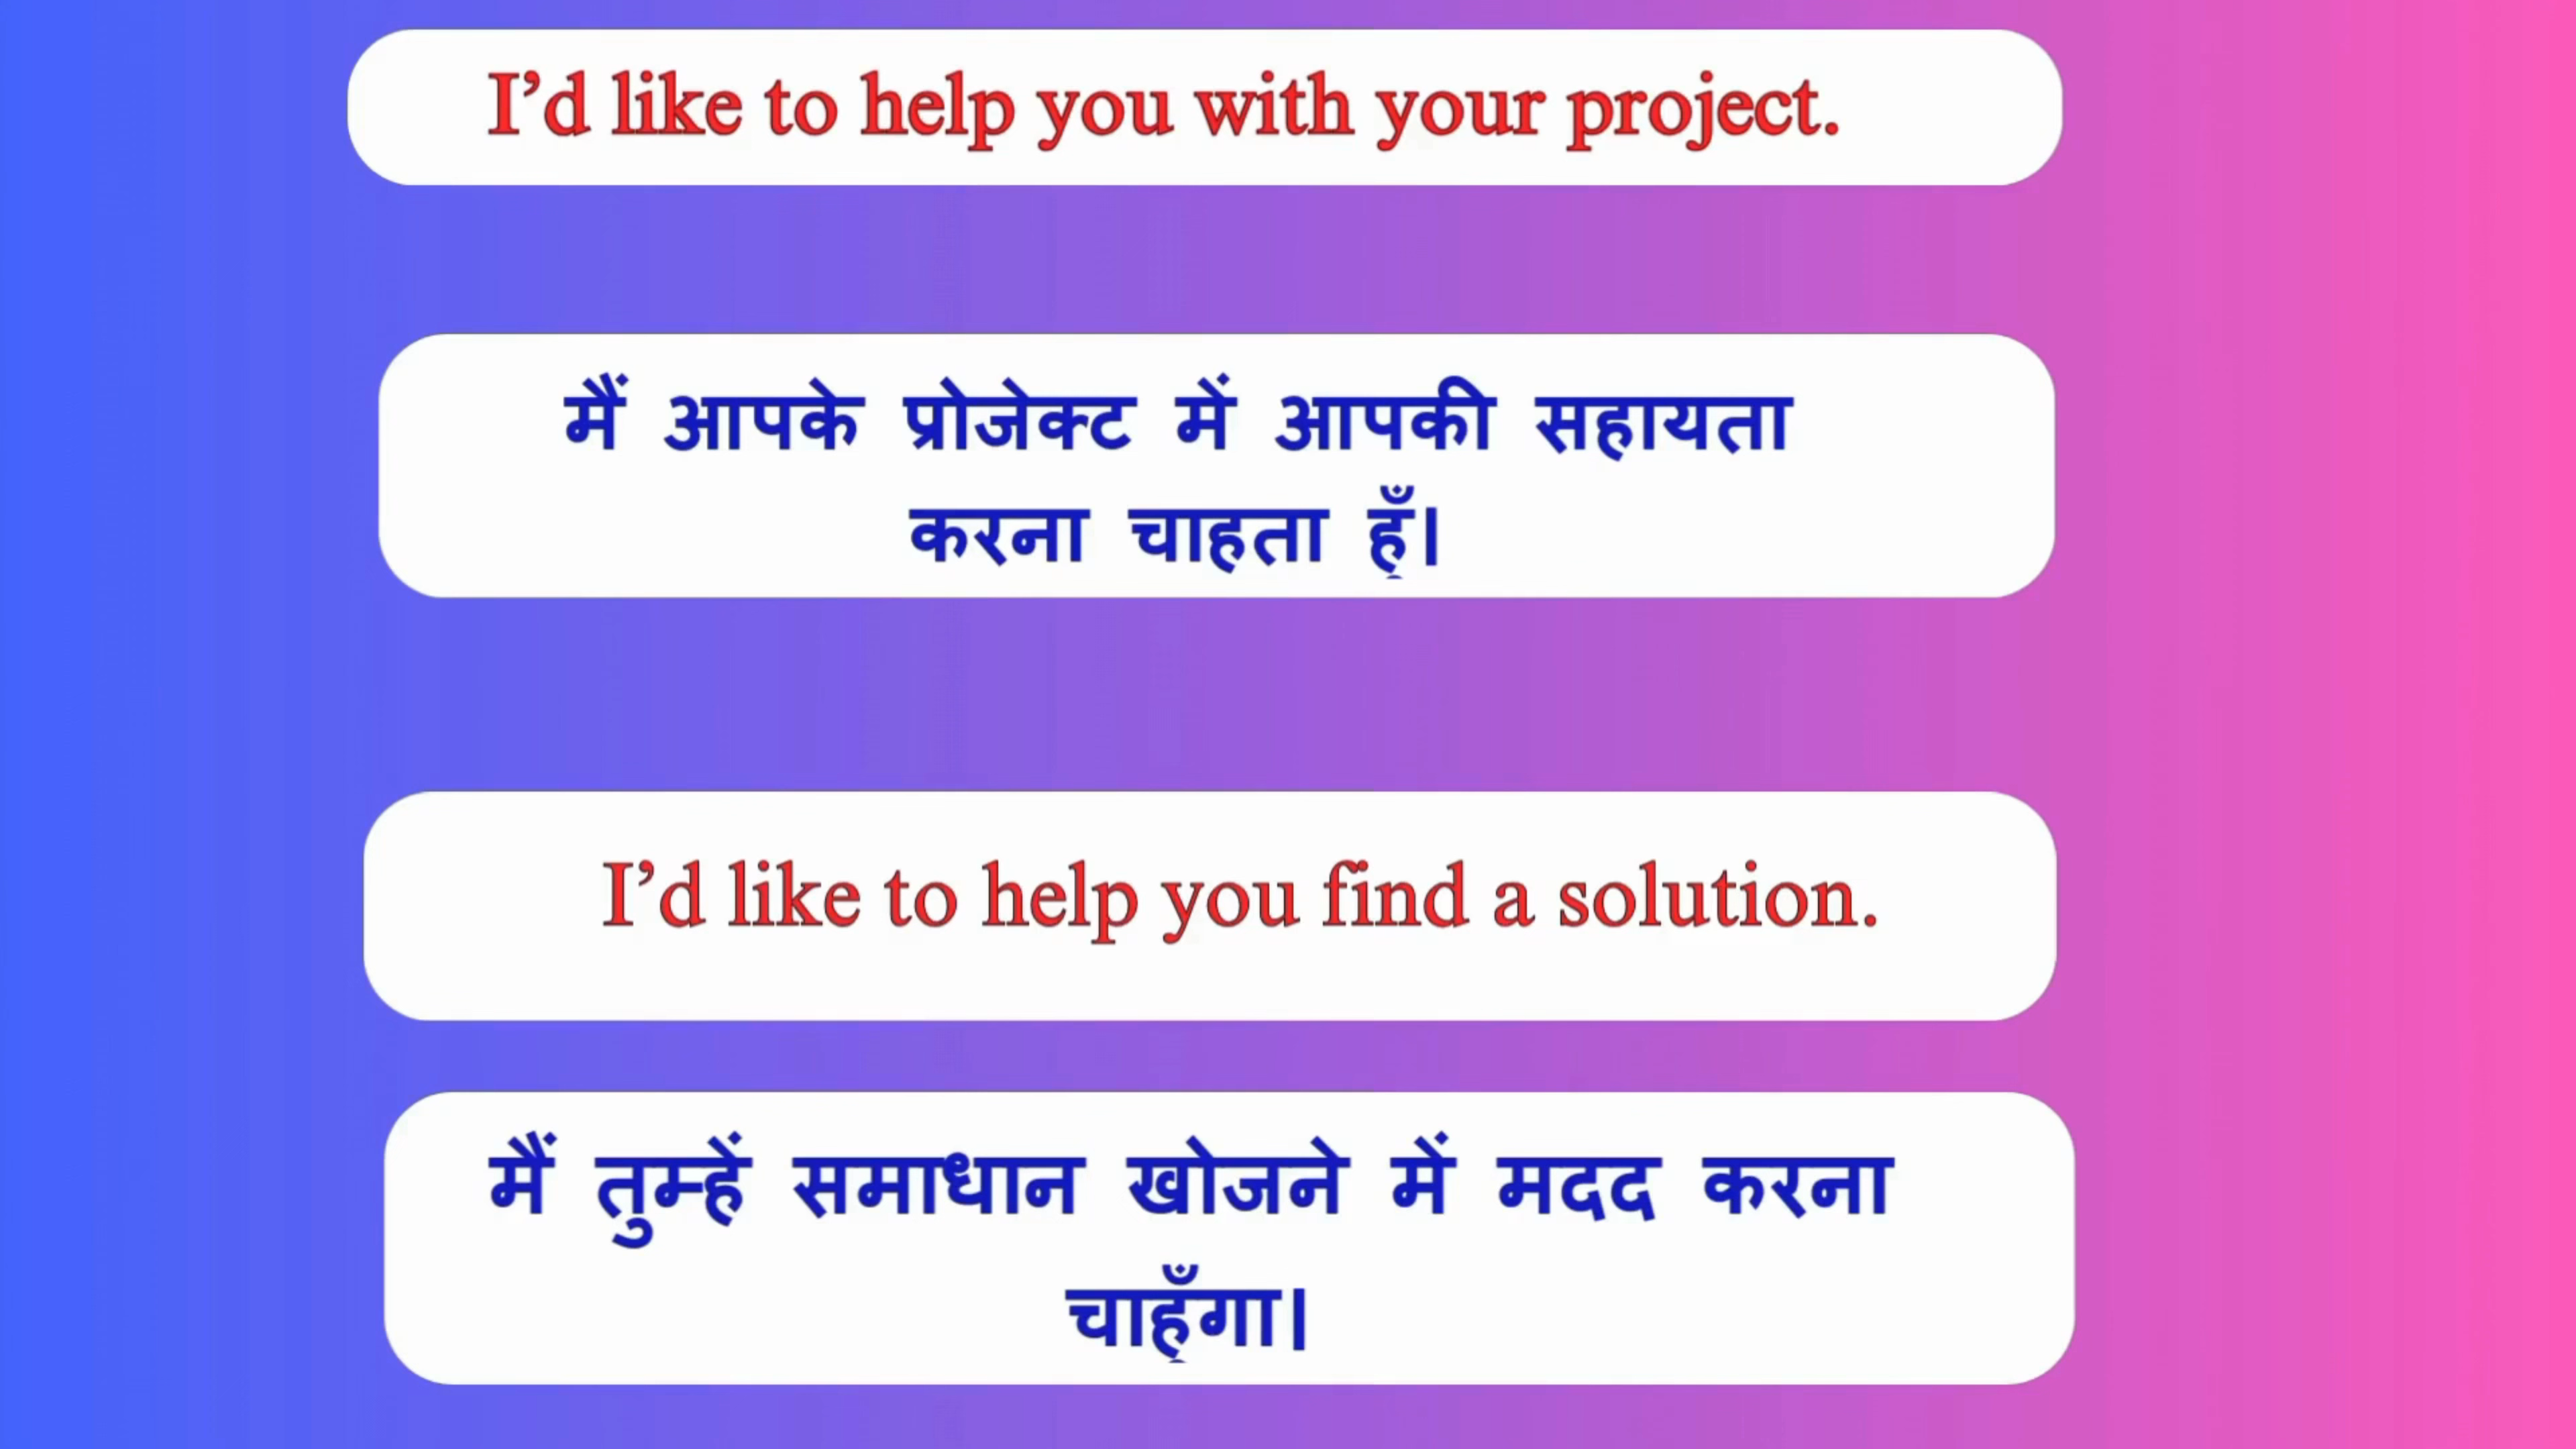 I’d like to help you with your project.
मैं आपके प्रोजेक्ट में आपकी सहायता
करना चाहता हूँ।
I’d like to help you find a solution.
मैं तुम्हें समाधान खोजने में मदद करना
चाहूँगा।